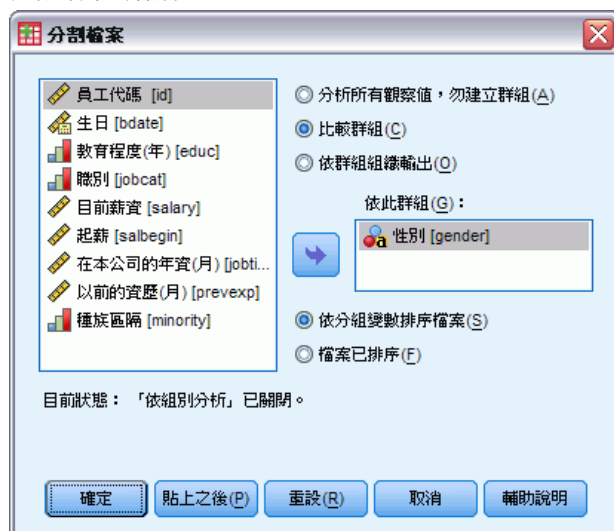 分割檔案
員工代碼 [id]
生日 [bdate]
教育程度(年) [educ]
職別 [jobcat]
目前薪資 [salary]
起薪 [salbegin]
在本公司的年資(月) [jobti...
以前的資歷(月) [prevexp]
種族區隔 [minority]
分析所有觀察值，勿建立群組(A)
比較群組(C)
依群組組織輸出(O)
依此群組(G)：
性別 [gender]
依分組變數排序檔案(S)
檔案已排序(F)
目前狀態：「依組別分析」已關閉。
確定
貼上之後(P)
重設(R)
取消
輔助說明